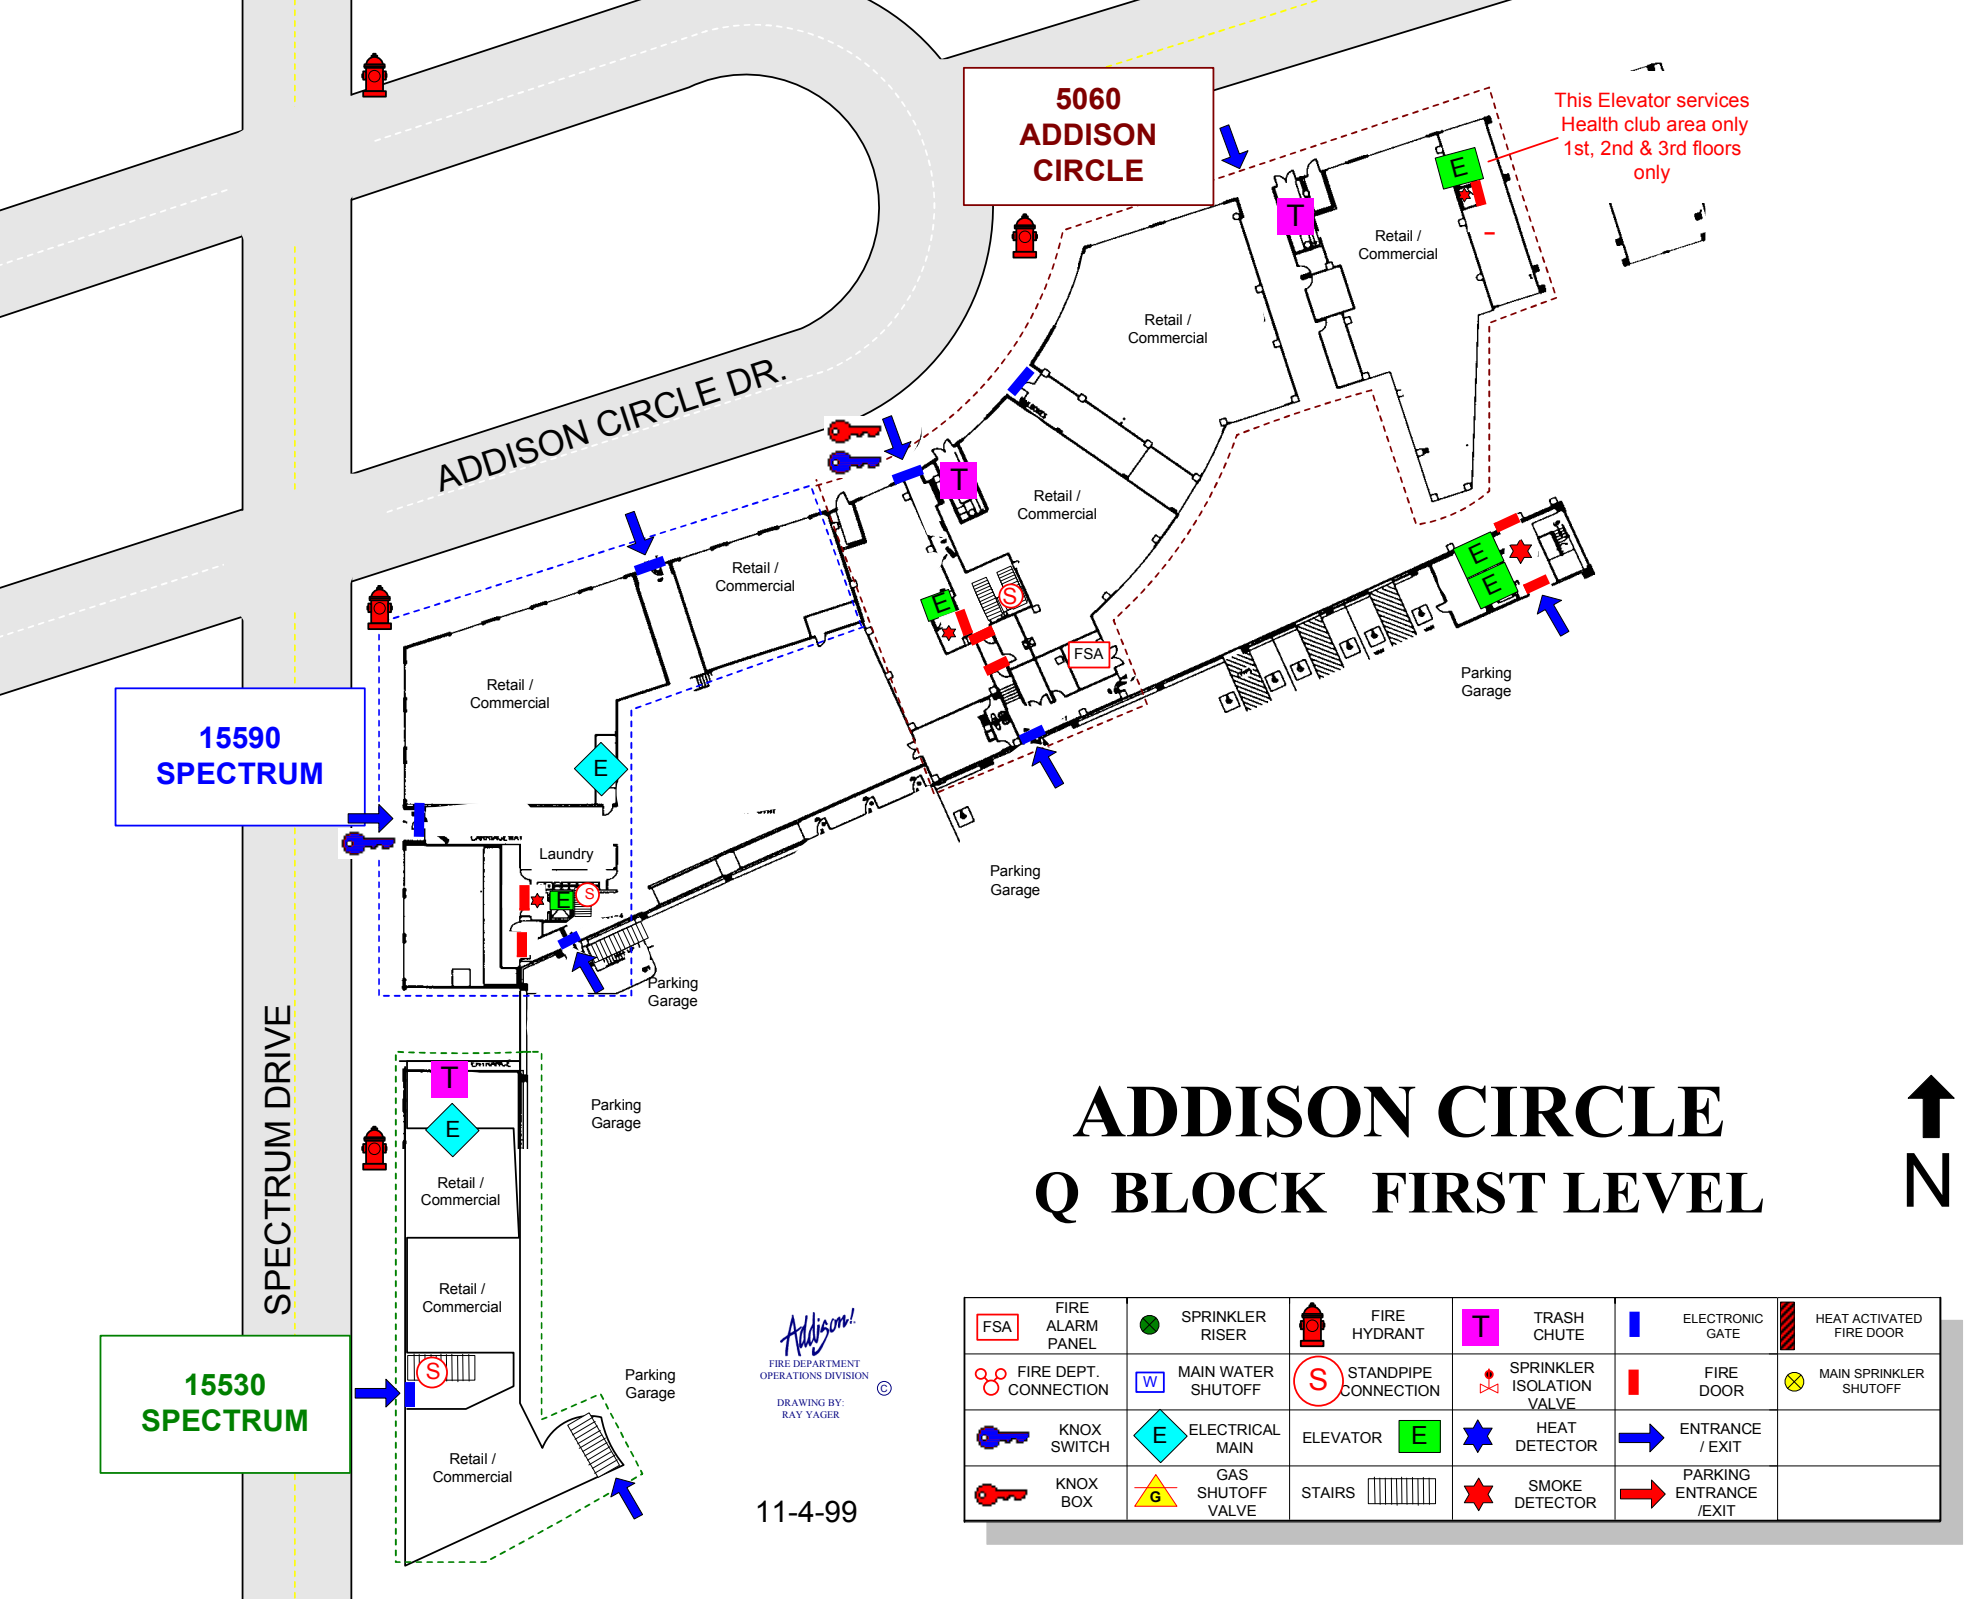 5060
ADDISON
CIRCLE
This Elevator services
Health club area only
1st, 2nd & 3rd floors
only
E
T
Retail /
Commercial
Retail /
Commercial
ADDISON CIRCLE DR.
T
Retail /
Commercial
E
E
Retail /
Commercial
E
S
FSA
Parking
Garage
Retail /
Commercial
15590
SPECTRUM
E
CARRIAGEWAY
Laundry
E
S
Parking
Garage
Parking
Garage
SPECTRUM DRIVE
ENTRANCE
T
E
Parking
Garage
Retail /
Commercial
Retail /
Commercial
15530
SPECTRUM
S
Parking
Garage
Retail /
Commercial
ADDISON CIRCLE
Q BLOCK FIRST LEVEL
N
Addison!
FIRE DEPARTMENT
OPERATIONS DIVISION
©
DRAWING BY:
RAY YAGER
11-4-99
FSA
FIRE
ALARM
PANEL
SPRINKLER
RISER
FIRE
HYDRANT
T
TRASH
CHUTE
ELECTRONIC
GATE
HEAT ACTIVATED
FIRE DOOR
FIRE DEPT.
CONNECTION
W
MAIN WATER
SHUTOFF
S
STANDPIPE
CONNECTION
SPRINKLER
ISOLATION
VALVE
FIRE
DOOR
MAIN SPRINKLER
SHUTOFF
KNOX
SWITCH
E
ELECTRICAL
MAIN
ELEVATOR
E
HEAT
DETECTOR
ENTRANCE
/ EXIT
KNOX
BOX
G
GAS
SHUTOFF
VALVE
STAIRS
SMOKE
DETECTOR
PARKING
ENTRANCE
/EXIT